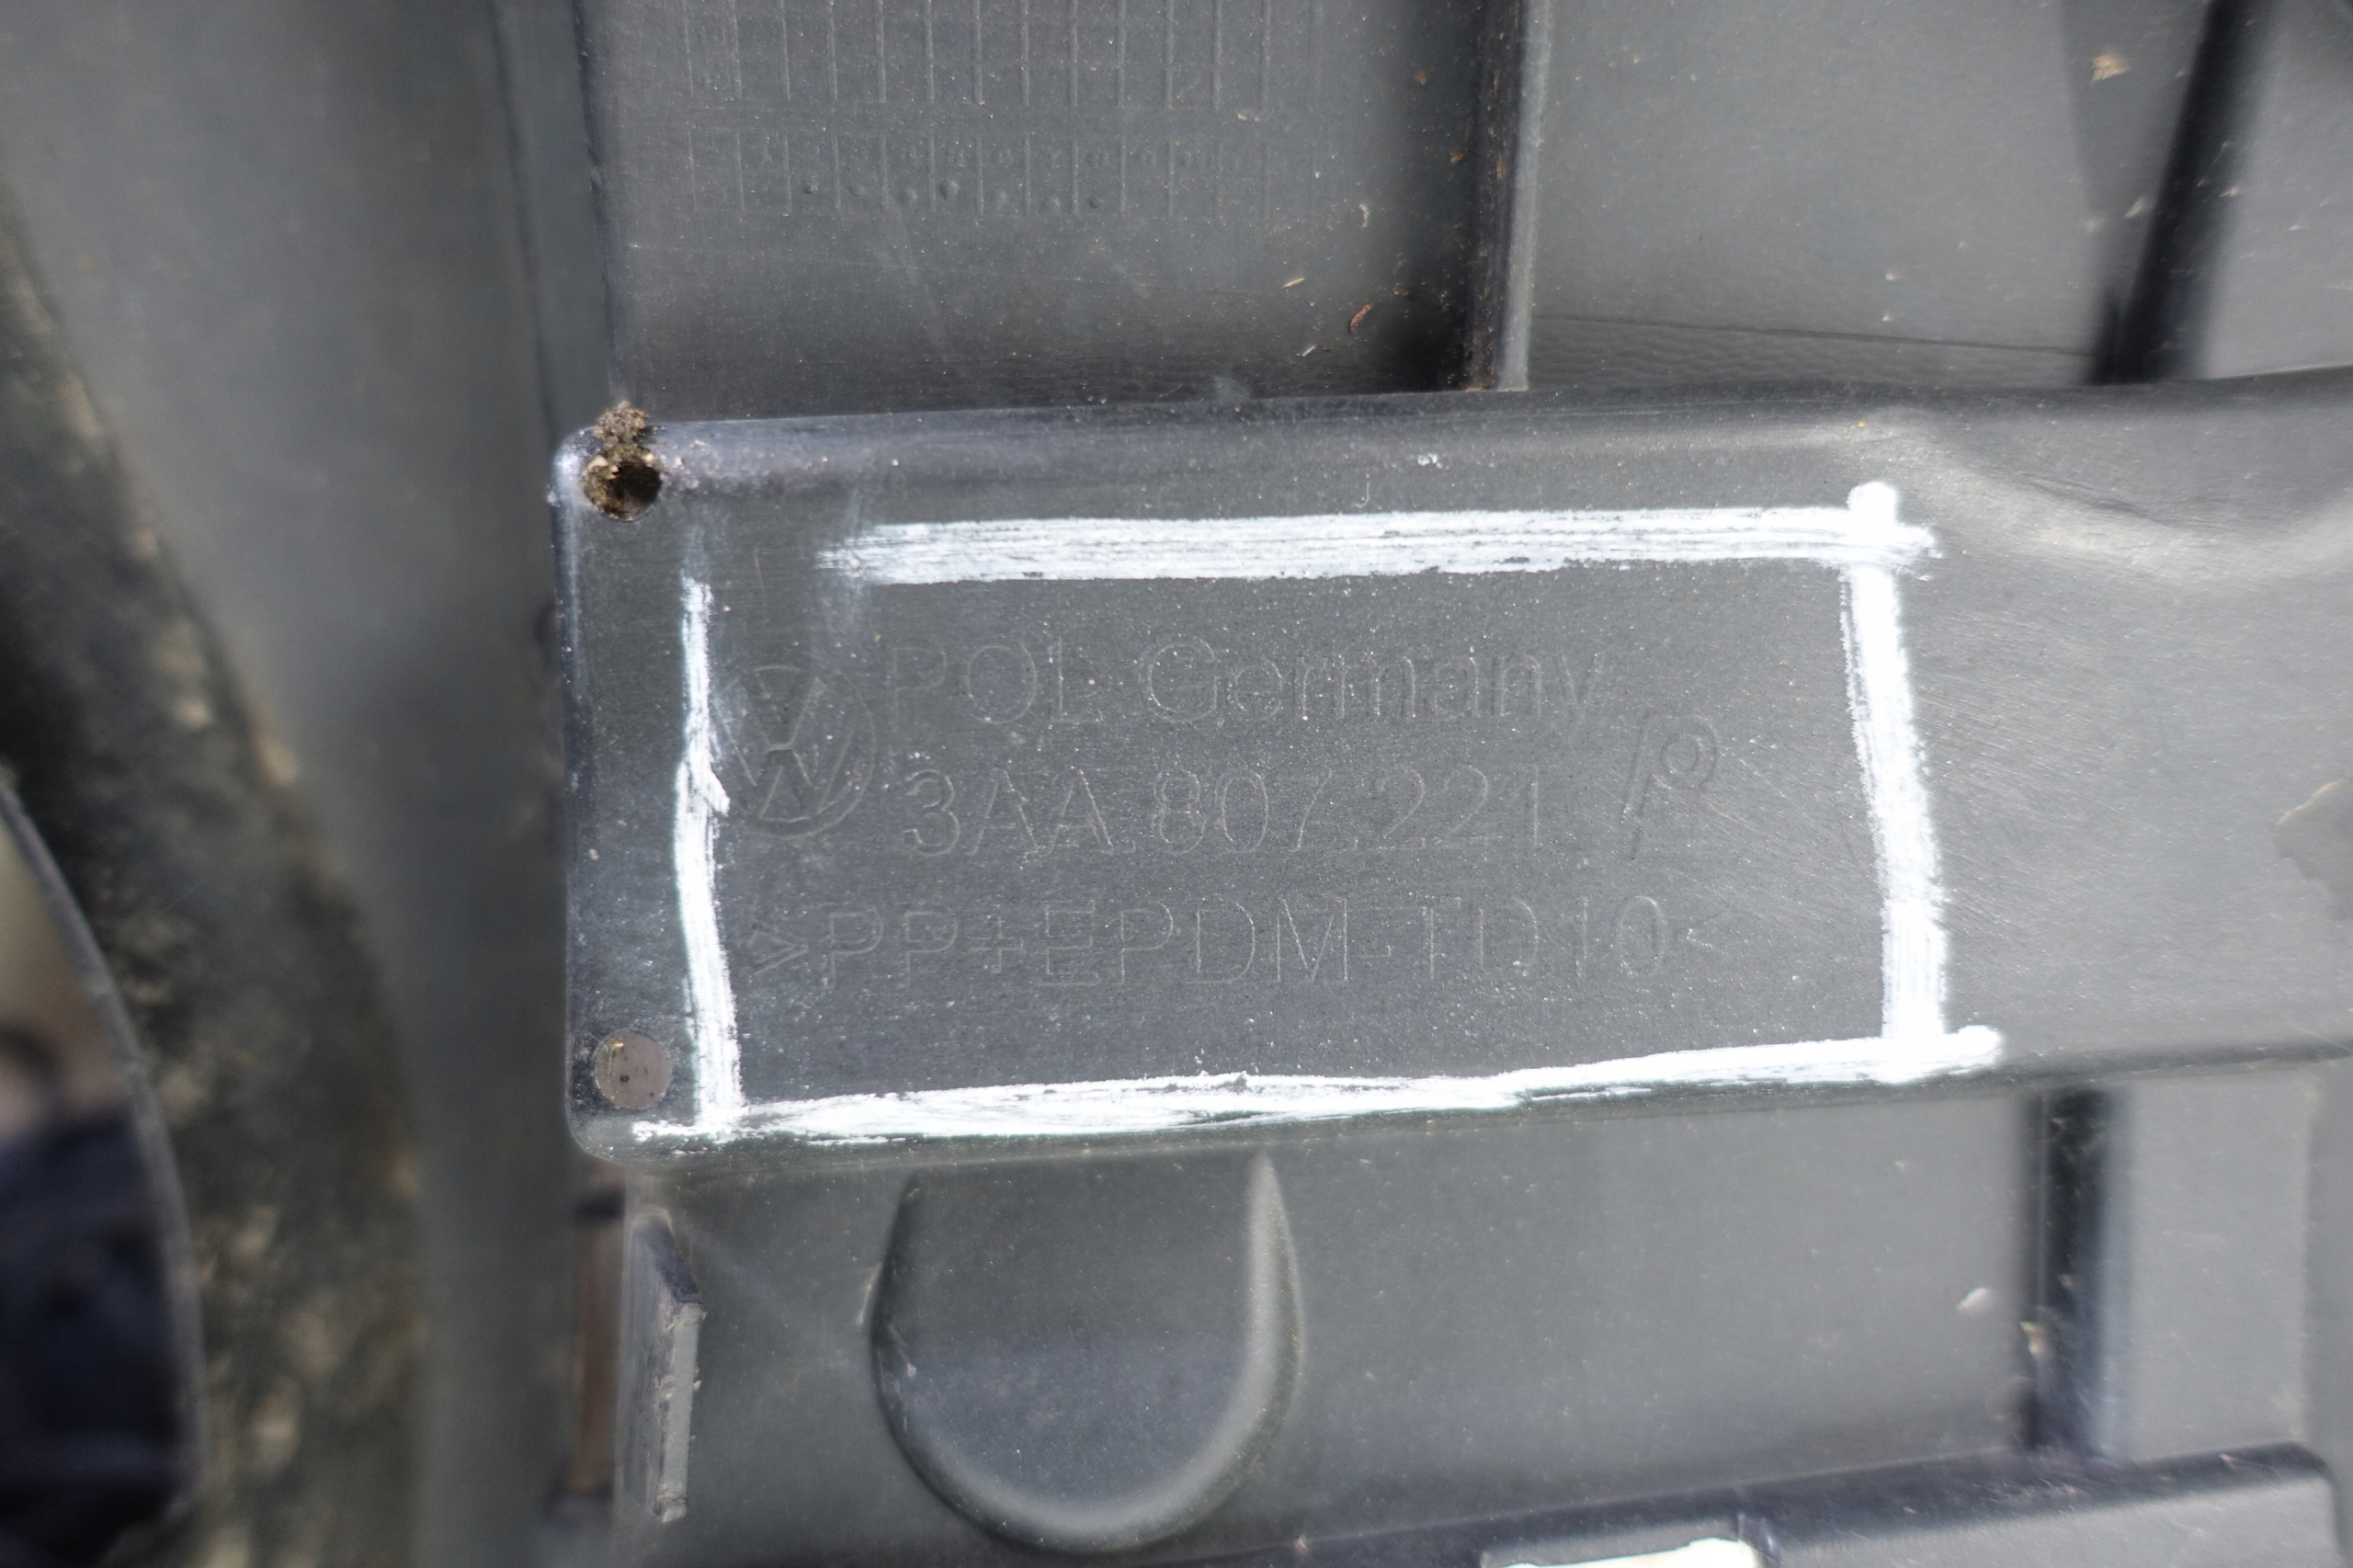 POL Germany
3AA.807.221
>PP+EPDM-TD10<